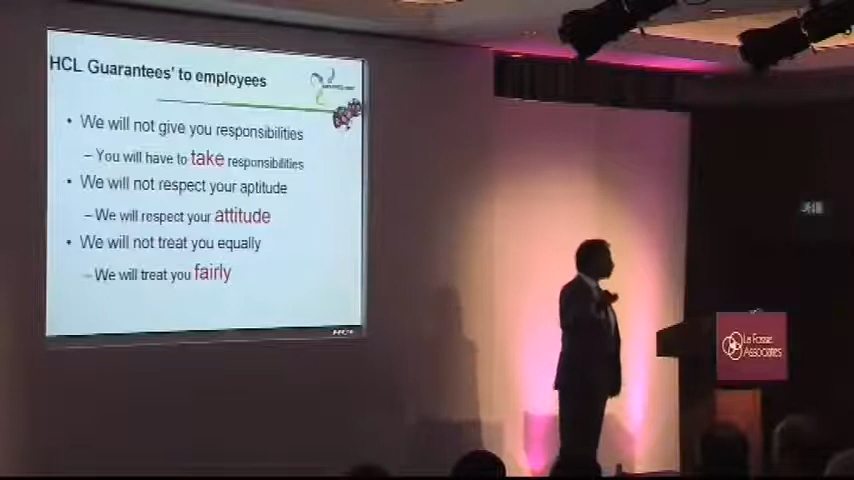 HCL Guarantees' to employees
• We will not give you responsibilities
– You will have to take responsibilities
• We will not respect your aptitude
– We will respect your attitude
• We will not treat you equally
– We will treat you fairly
HCL
La Fosse
Associates